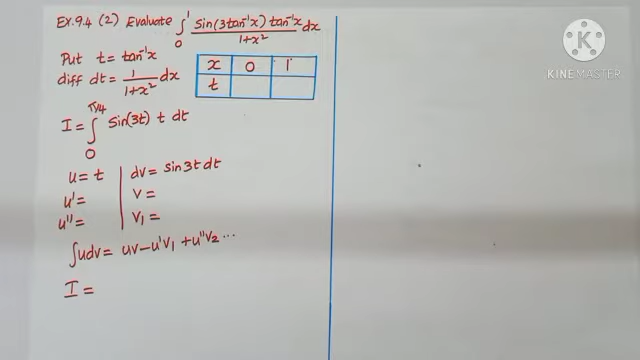 Ex.9.4 (2) Evaluate ∫₀¹ sin(3tan⁻¹x) tan⁻¹x / 1+x² dx
Put t = tan⁻¹x
diff dt = 1/1+x² dx
x 0 1
t
I = ∫₀^π/4 sin(3t) t dt
u = t dv = sin3t dt
u' = v =
u'' = v₁ =
∫udv = uv - u'v₁ + u''v₂ ...
I =
KINEMASTER